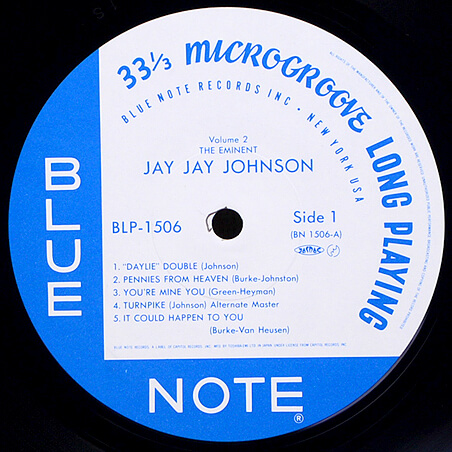 33⅓ MICROGROOVE LONG PLAYING
BLUE NOTE RECORDS INC • NEW YORK USA
Volume 2
THE EMINENT
JAY JAY JOHNSON
BLP-1506
Side 1
(BN 1506-A)
1. "DAYLIE" DOUBLE (Johnson)
2. PENNIES FROM HEAVEN (Burke-Johnston)
3. YOU'RE MINE YOU (Green-Heyman)
4. TURNPIKE (Johnson) Alternate Master
5. IT COULD HAPPEN TO YOU
(Burke-Van Heusen)
BLUE
NOTE
®